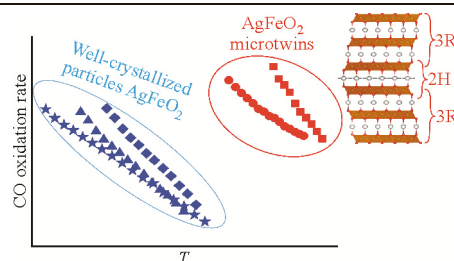 AgFeO2
microtwins
Well-crystallized
particles AgFeO2
3R
2H
3R
CO oxidation rate
T